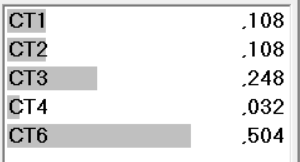 CT1 ,108
CT2 ,108
CT3 ,248
CT4 ,032
CT6 ,504